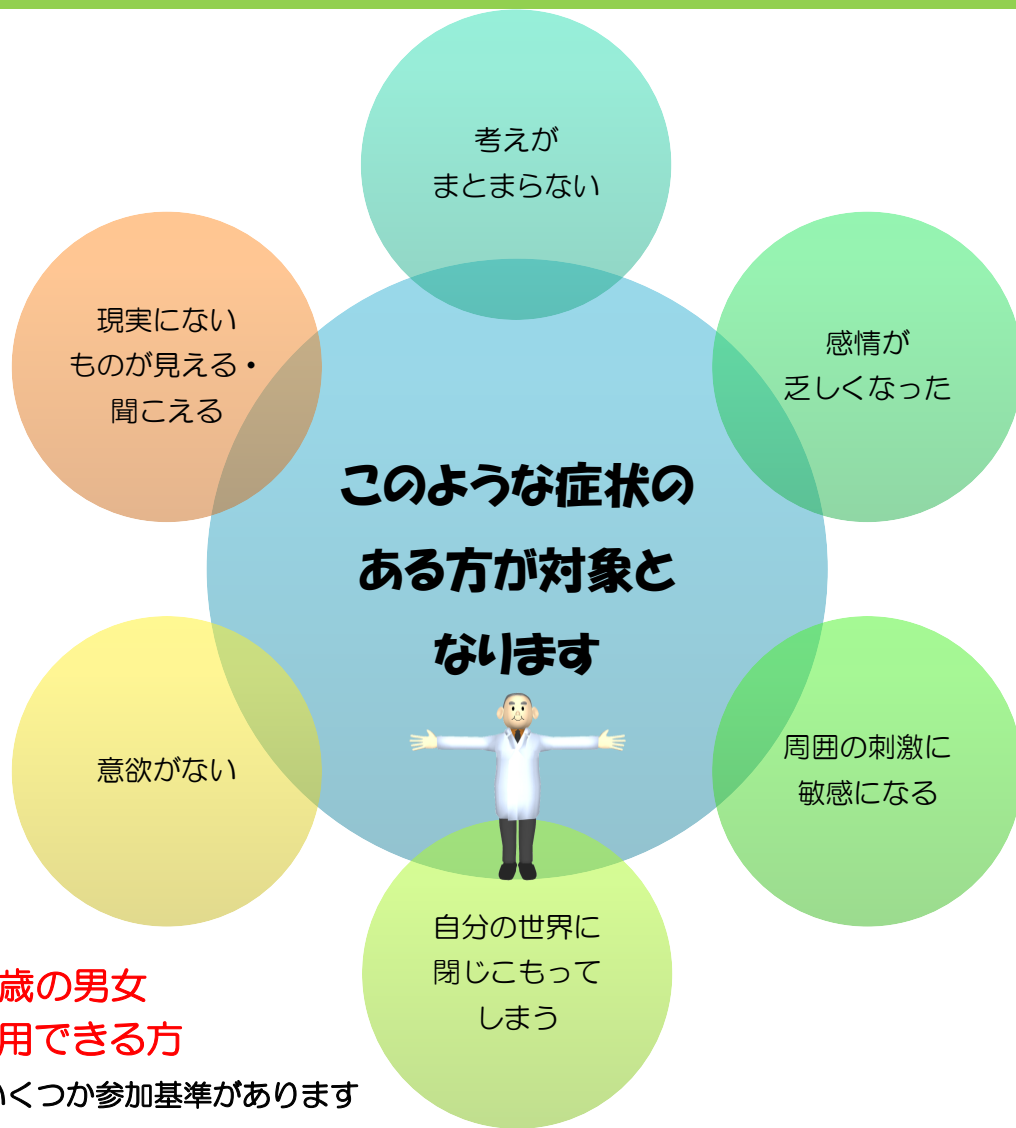 考えが
まとまらない
現実にない
ものが見える・
聞こえる
感情が
乏しくなった
このような症状の
ある方が対象と
なります
意欲がない
周囲の刺激に
敏感になる
自分の世界に
閉じこもって
しまう
歳の男女
用できる方
いくつか参加基準があります